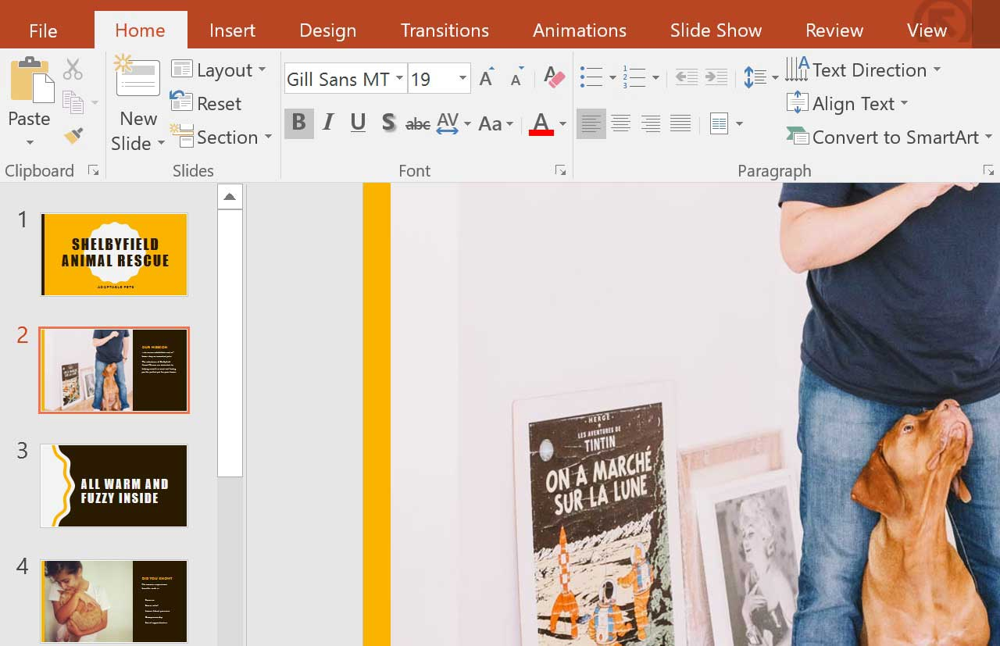 File Home Insert Design Transitions Animations Slide Show Review View
Paste
New
Slide
Layout
Reset
Section
Gill Sans MT 19 A A A
B I U S abc AV Aa A
Text Direction
Align Text
Convert to SmartArt
Clipboard Slides Font Paragraph
1
SHELBYFIELD
ANIMAL RESCUE
ADOPTABLE PETS
2
OUR MISSION
3
ALL WARM AND
FUZZY INSIDE
4
DID YOU KNOW?
HERGÉ
LES AVENTURES DE
TINTIN
ON A MARCHÉ
SUR LA LUNE